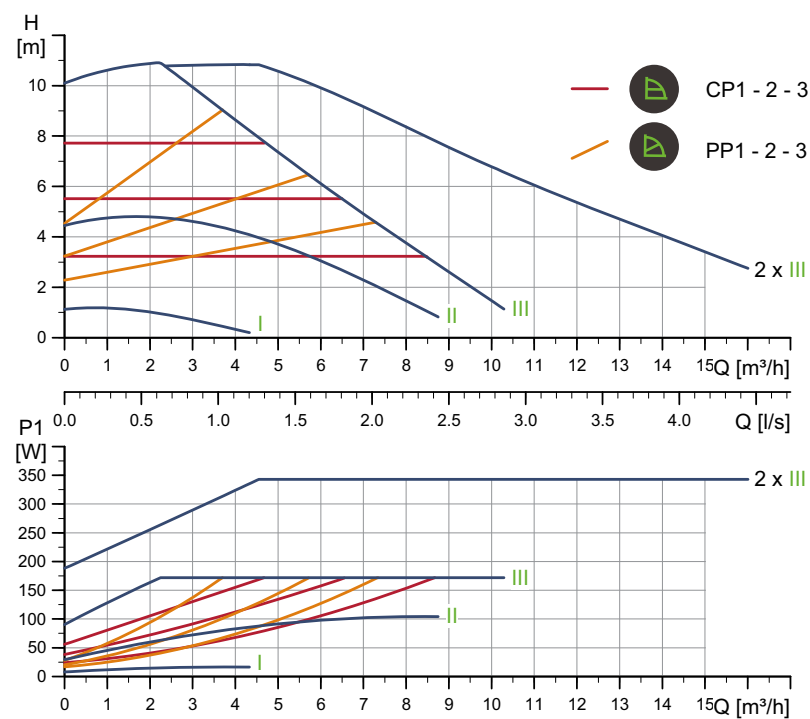 H
[m]
10
8
6
4
2
0
CP1 - 2 - 3
PP1 - 2 - 3
2 x III
I
II
III
0 1 2 3 4 5 6 7 8 9 10 11 12 13 14 15 Q [m³/h]
0.0 0.5 1.0 1.5 2.0 2.5 3.0 3.5 4.0 Q [l/s]
P1
[W]
350
300
250
200
150
100
50
0
2 x III
III
II
I
0 1 2 3 4 5 6 7 8 9 10 11 12 13 14 15 Q [m³/h]